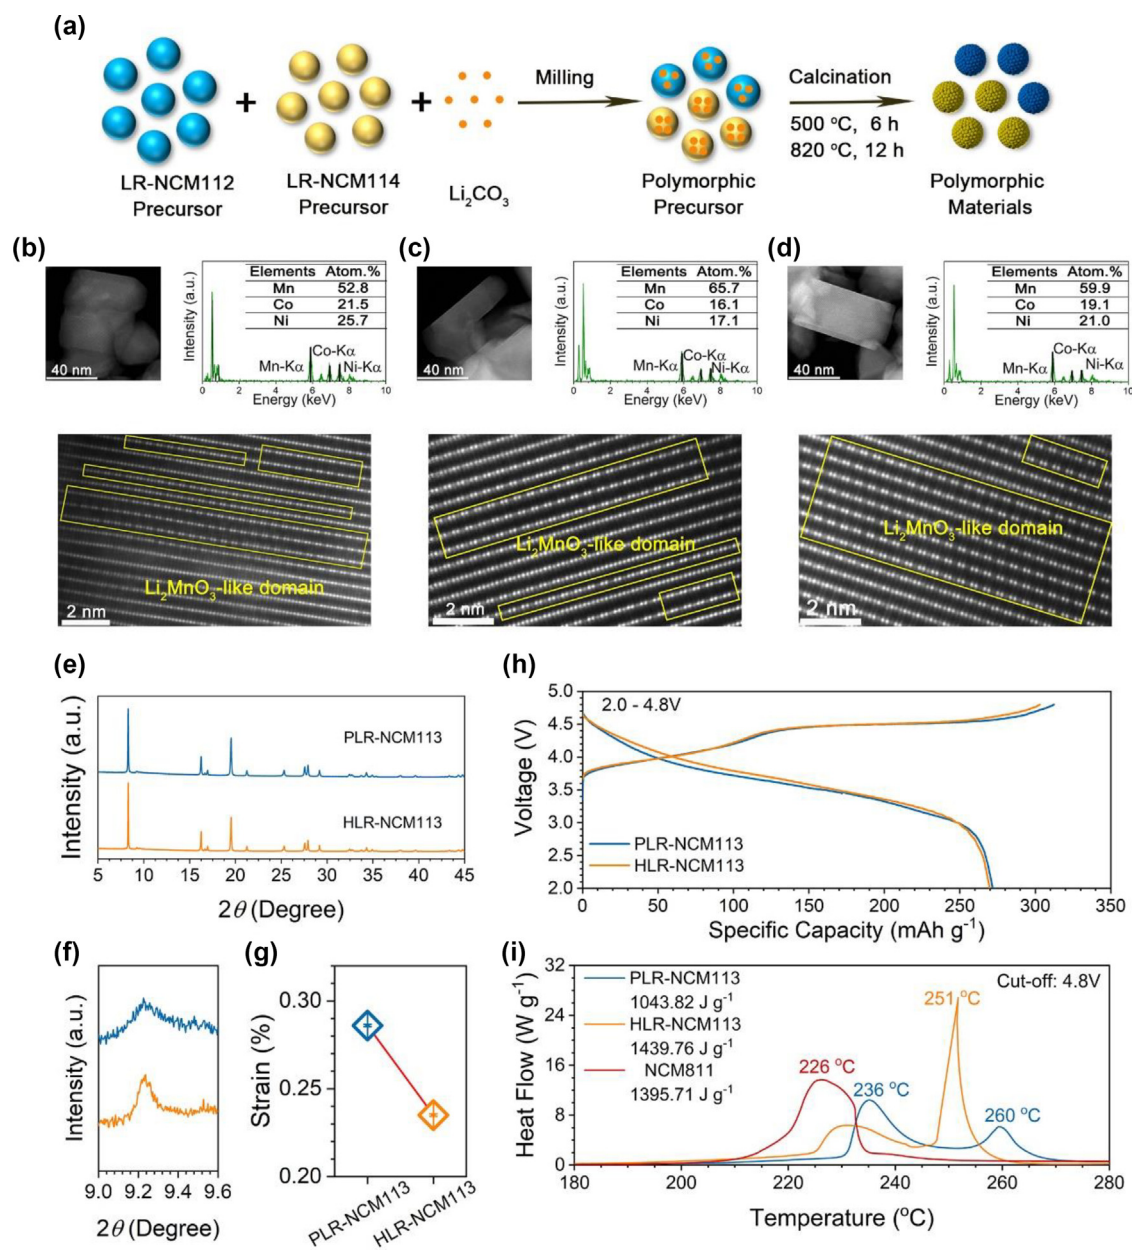 (a)
LR-NCM112
Precursor
+
LR-NCM114
Precursor
+
Li₂CO₃
Milling
Polymorphic
Precursor
Calcination
500 ºC, 6 h
820 ºC, 12 h
Polymorphic
Materials
(b)
40 nm
Intensity (a.u.)
Elements Atom.%
Mn 52.8
Co 21.5
Ni 25.7
Mn-Kα
Co-Kα
Ni-Kα
0 2 4 6 8 10
Energy (keV)
Li₂MnO₃-like domain
2 nm
(c)
40 nm
Intensity (a.u.)
Elements Atom.%
Mn 65.7
Co 16.1
Ni 17.1
Mn-Kα
Co-Kα
Ni-Kα
0 2 4 6 8 10
Energy (keV)
Li₂MnO₃-like domain
2 nm
(d)
40 nm
Intensity (a.u.)
Elements Atom.%
Mn 59.9
Co 19.1
Ni 21.0
Mn-Kα
Co-Kα
Ni-Kα
0 2 4 6 8 10
Energy (keV)
Li₂MnO₃-like domain
2 nm
(e)
Intensity (a.u.)
PLR-NCM113
HLR-NCM113
5 10 15 20 25 30 35 40 45
2θ (Degree)
(f)
Intensity (a.u.)
9.0 9.2 9.4 9.6
2θ (Degree)
(g)
Strain (%)
0.30
0.25
0.20
PLR-NCM113
HLR-NCM113
(h)
Voltage (V)
5.0
4.5
4.0
3.5
3.0
2.5
2.0
2.0 - 4.8V
PLR-NCM113
HLR-NCM113
0 50 100 150 200 250 300 350
Specific Capacity (mAh g⁻¹)
(i)
Heat Flow (W g⁻¹)
32
24
16
8
0
PLR-NCM113
1043.82 J g⁻¹
HLR-NCM113
1439.76 J g⁻¹
NCM811
1395.71 J g⁻¹
Cut-off: 4.8V
251 ºC
226 ºC
236 ºC
260 ºC
180 200 220 240 260 280
Temperature (ºC)